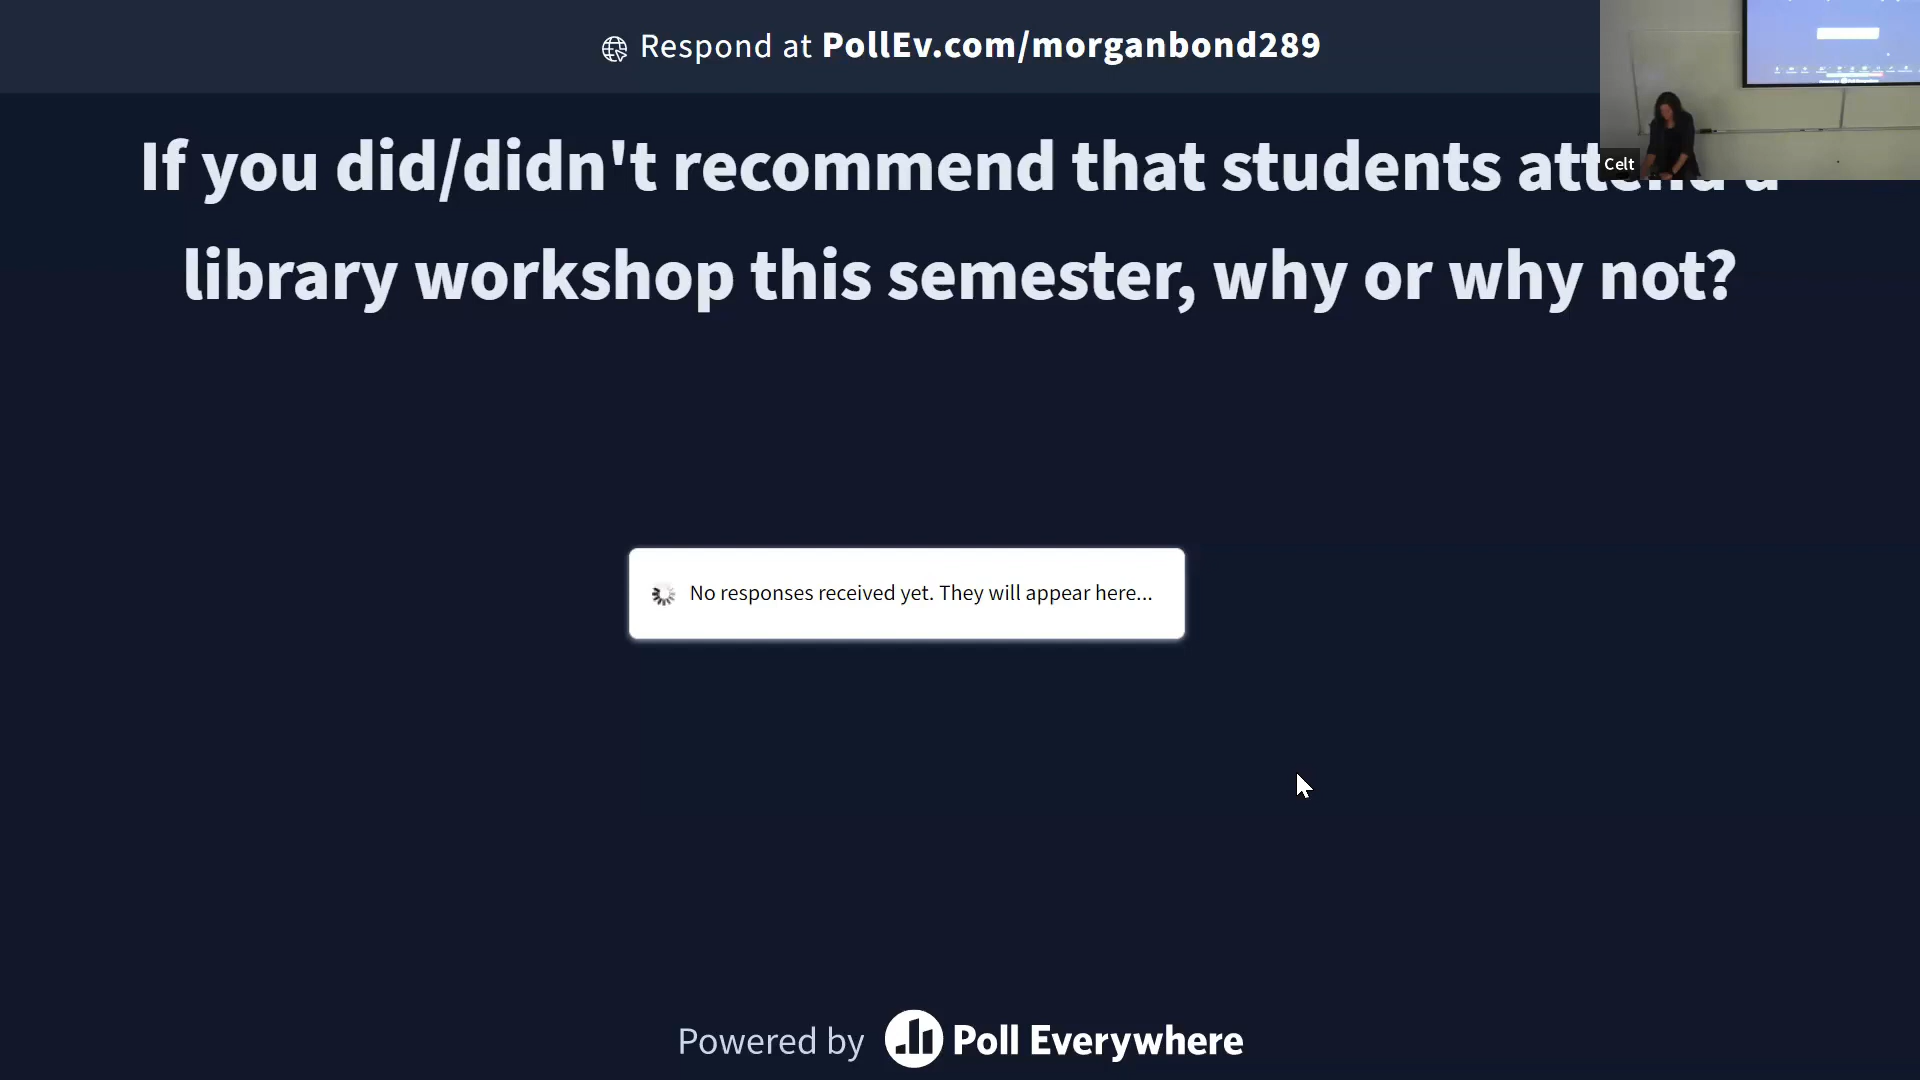 Respond at PollEv.com/morganbond289
If you did/didn't recommend that students attend a
library workshop this semester, why or why not?
Celt
No responses received yet. They will appear here...
Powered by Poll Everywhere